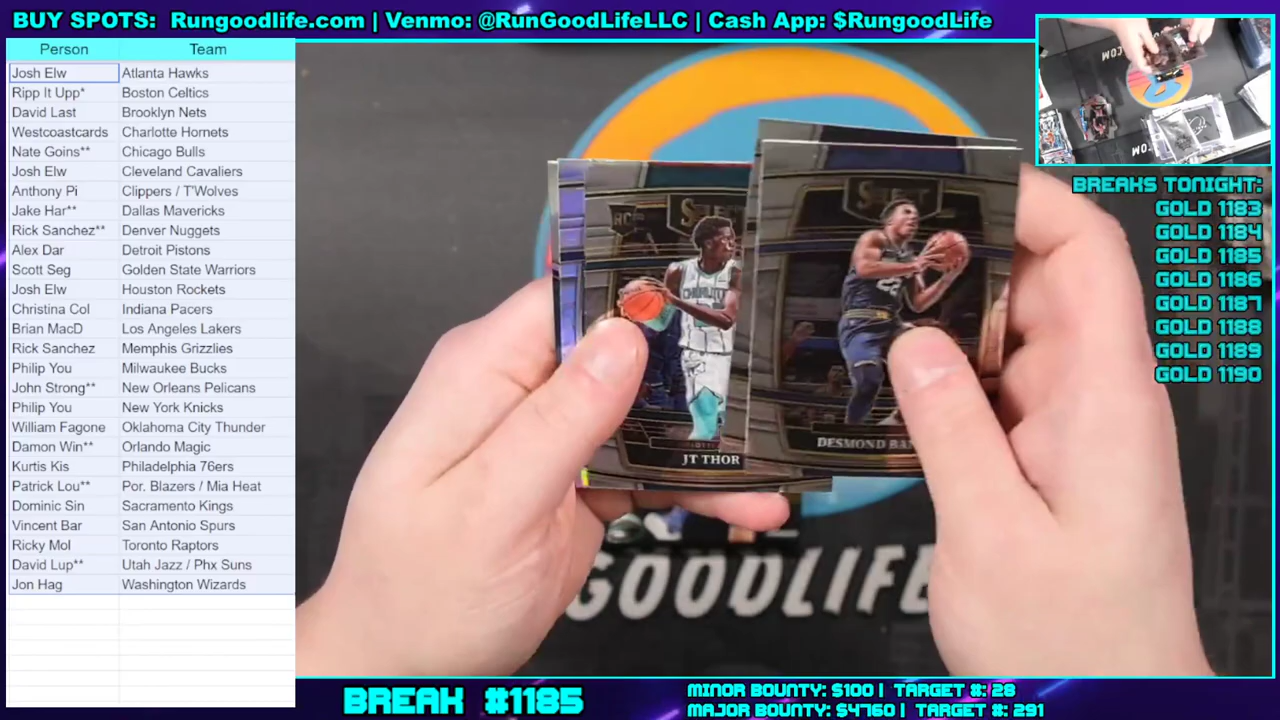 BUY SPOTS: Rungoodlife.com | Venmo: @RunGoodLifeLLC | Cash App: $RungoodLife
Person Team
Josh Elw Atlanta Hawks
Ripp It Upp* Boston Celtics
David Last Brooklyn Nets
Westcoastcards Charlotte Hornets
Nate Goins** Chicago Bulls
Josh Elw Cleveland Cavaliers
Anthony Pi Clippers / T'Wolves
Jake Har** Dallas Mavericks
Rick Sanchez** Denver Nuggets
Alex Dar Detroit Pistons
Scott Seg Golden State Warriors
Josh Elw Houston Rockets
Christina Col Indiana Pacers
Brian MacD Los Angeles Lakers
Rick Sanchez Memphis Grizzlies
Philip You Milwaukee Bucks
John Strong** New Orleans Pelicans
Philip You New York Knicks
William Fagone Oklahoma City Thunder
Damon Win** Orlando Magic
Kurtis Kis Philadelphia 76ers
Patrick Lou** Por. Blazers / Mia Heat
Dominic Sin Sacramento Kings
Vincent Bar San Antonio Spurs
Ricky Mol Toronto Raptors
David Lup** Utah Jazz / Phx Suns
Jon Hag Washington Wizards
RC
JT THOR
DESMOND
22
GOODLIFE
BREAKS TONIGHT:
GOLD 1183
GOLD 1184
GOLD 1185
GOLD 1186
GOLD 1187
GOLD 1188
GOLD 1189
GOLD 1190
BREAK #1185
MINOR BOUNTY: $100 | TARGET #: 28
MAJOR BOUNTY: $4760 | TARGET #: 291